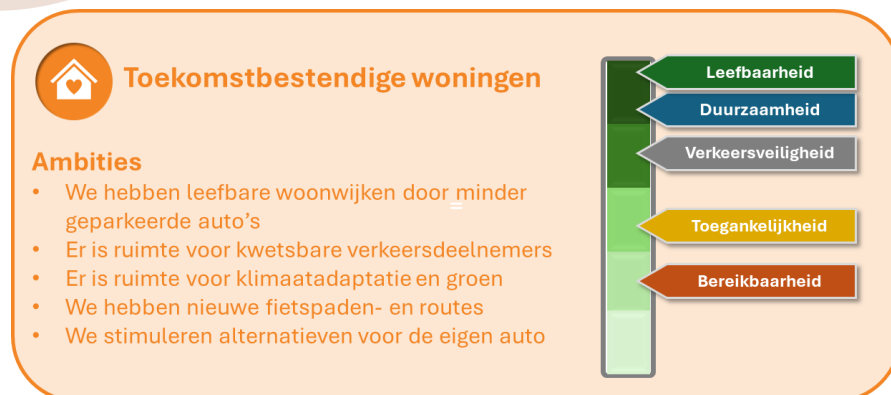 Toekomstbestendige woningen
Ambities
• We hebben leefbare woonwijken door minder
geparkeerde auto's
• Er is ruimte voor kwetsbare verkeersdeelnemers
• Er is ruimte voor klimaatadaptatie en groen
• We hebben nieuwe fietspaden- en routes
• We stimuleren alternatieven voor de eigen auto
=
Leefbaarheid
Duurzaamheid
Verkeersveiligheid
Toegankelijkheid
Bereikbaarheid